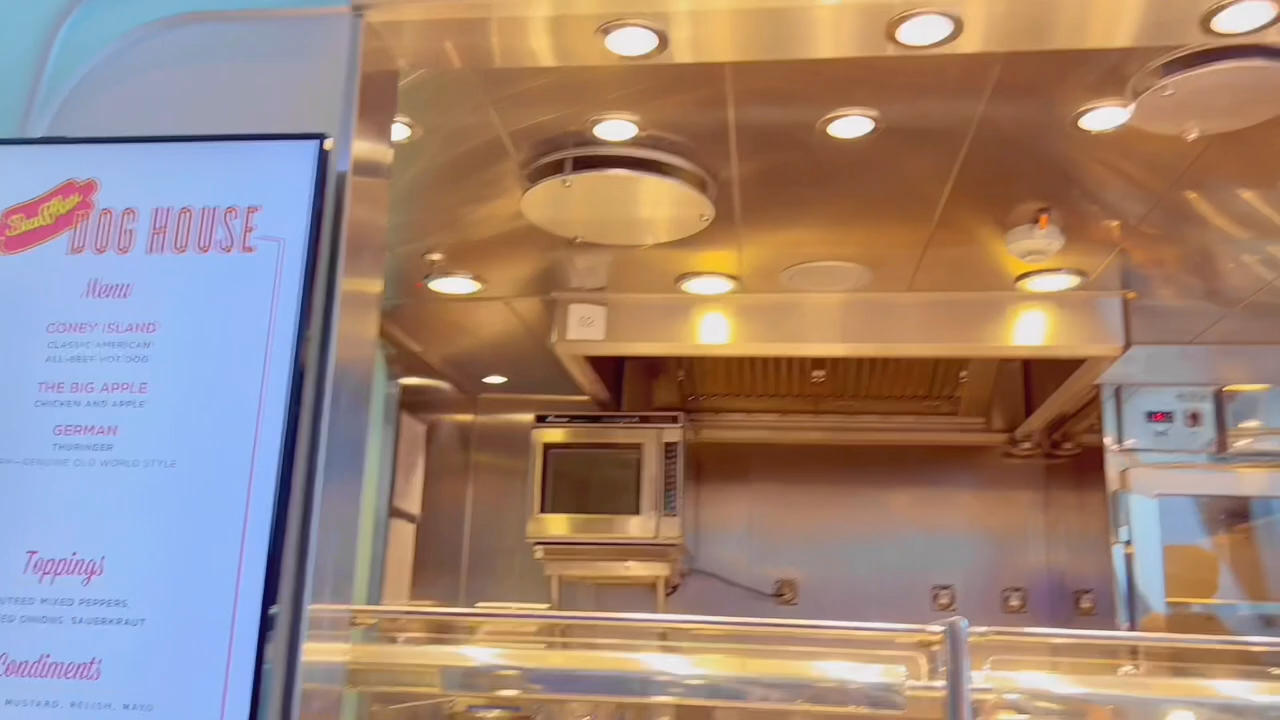 DOG HOUSE
Menu
CONEY ISLAND
CLASSIC AMERICAN
ALL-BEEF HOT DOG
THE BIG APPLE
CHICKEN AND APPLE
GERMAN
THURINGER
GENUINE OLD WORLD STYLE
Toppings
MIXED PEPPERS,
ONIONS, SAUERKRAUT
Condiments
MUSTARD, RELISH, MAYO